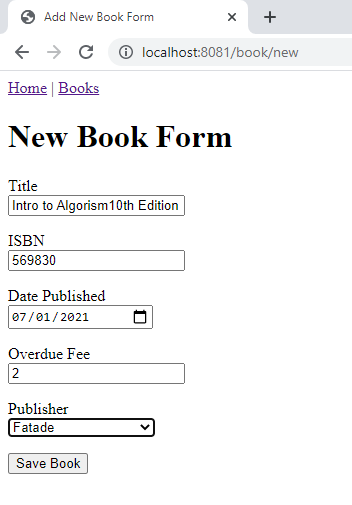 Add New Book Form
localhost:8081/book/new
Home | Books
New Book Form
Title
Intro to Algorism10th Edition
ISBN
569830
Date Published
07/01/2021
Overdue Fee
2
Publisher
Fatade
Save Book